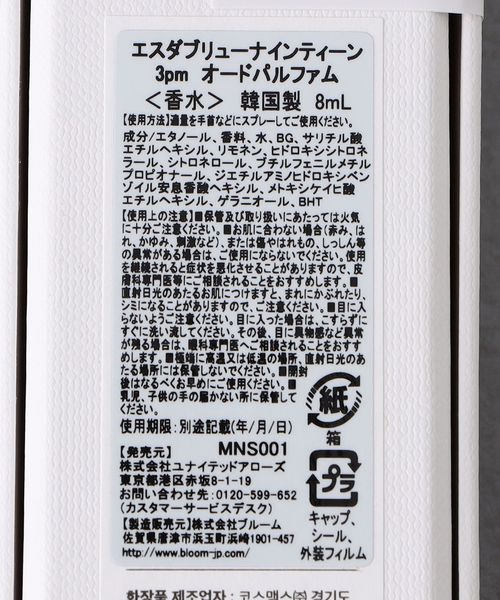 エスダブリューナインティーン
3pm オードパルファム
＜香水＞ 韓国製 8mL
【使用方法】適量を手首などにスプレーしてご使用ください。
成分/エタノール、香料、水、BG、サリチル酸
エチルヘキシル、リモネン、ヒドロキシシトロネ
ラール、シトロネロール、ブチルフェニルメチル
プロピオナール、ジエチルアミノヒドロキシベン
ゾイル安息香酸ヘキシル、メトキシケイヒ酸
エチルヘキシル、ゲラニオール、BHT
【使用上の注意】■保管及び取り扱いにあたっては火気
に十分ご注意ください。■お肌に合わない場合(赤み、は
れ、かゆみ、刺激など)、または傷やはれもの、しっしん等
の異常がある場合は、ご使用にならないでください。使用
を継続されると症状を悪化させることがありますので、皮
膚科専門医等にご相談されることをおすすめします。■
直射日光のあたるお肌につけますと、まれにかぶれたり、
シミになることがありますので、ご注意ください。■目に入
らないようご注意ください。目に入った場合は、こすらずに
すぐに洗い流してください。その後、目に異物感など異常
が残る場合は、眼科専門医へご相談されることをおすす
めします。■極端に高温又は低温の場所、直射日光のあ
たる場所には保管しないでください。■開封
後はなるべくお早めにご使用ください。■
乳児、子供の手の届かない所に保管して
ください。
使用期限:別途記載(年/月/日)
紙
箱
【発売元】 MNS001
株式会社ユナイテッドアローズ
東京都港区赤坂8-1-19
お問い合わせ先:0120-599-652
(カスタマーサービスデスク)
【製造販売元】株式会社ブルーム
佐賀県唐津市浜玉町浜崎1901-457
http://www.bloom-jp.com/
プラ
キャップ、
シール、
外装フィルム
화장품 제조업자 : 코스맥스㈜ 경기도